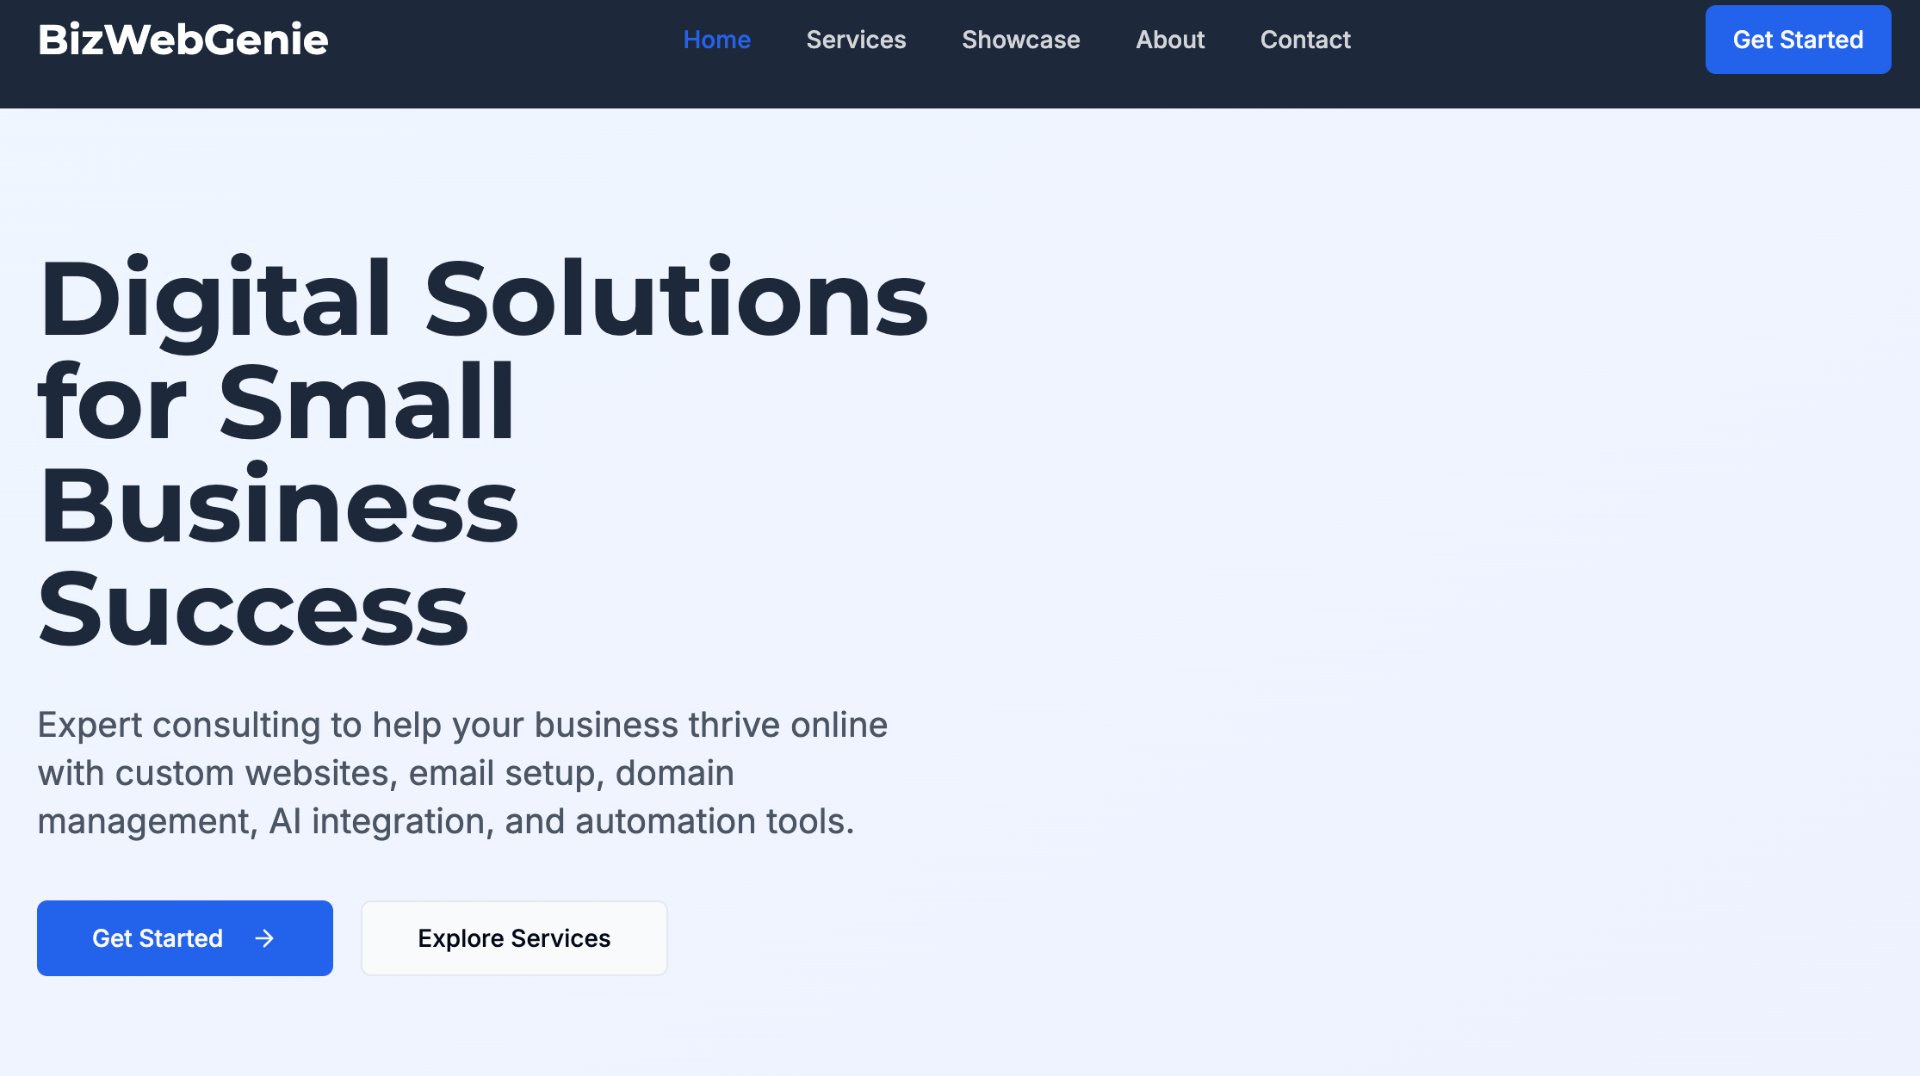 BizWebGenie
Home Services Showcase About Contact
Get Started
Digital Solutions
for Small
Business
Success
Expert consulting to help your business thrive online
with custom websites, email setup, domain
management, AI integration, and automation tools.
Get Started →
Explore Services